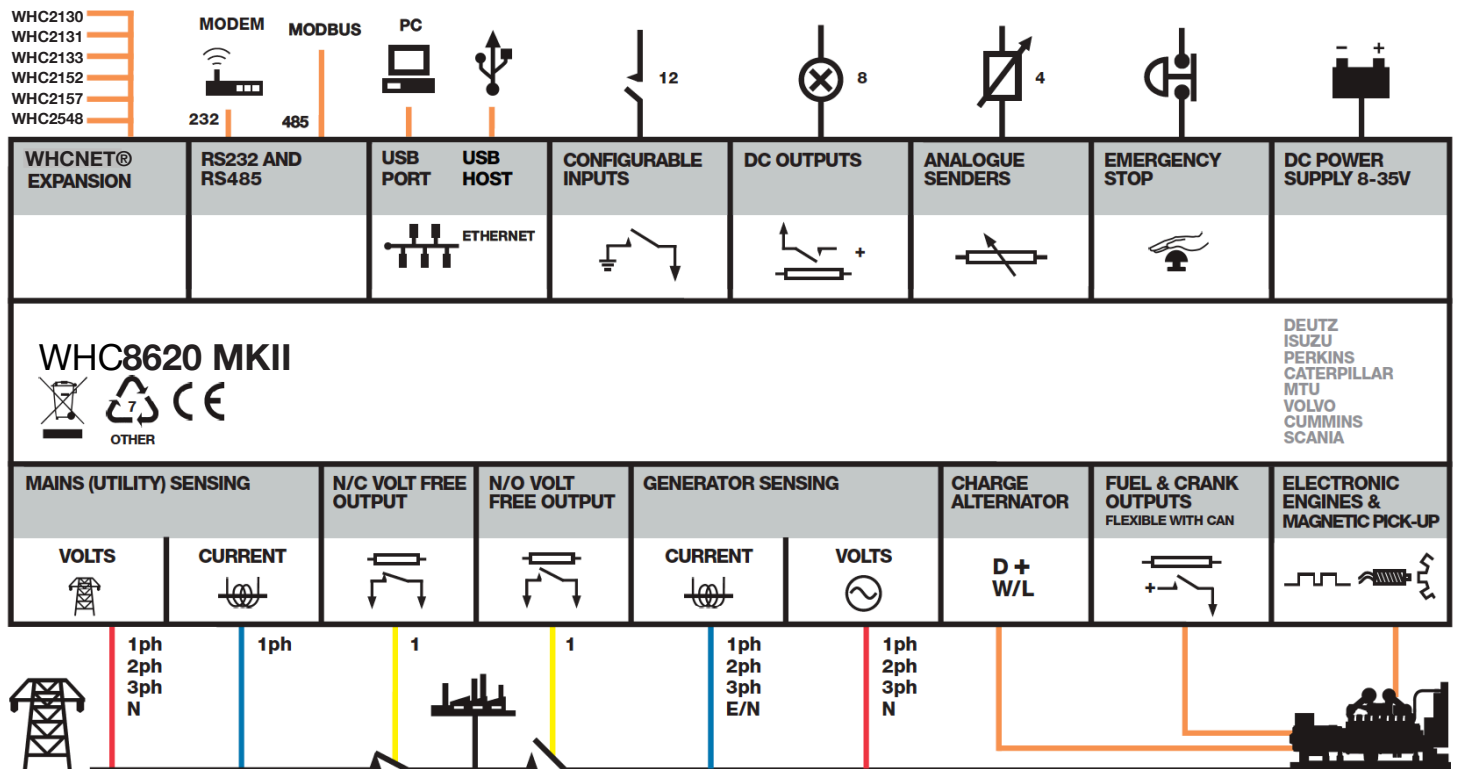 WHC2130
WHC2131
WHC2133
WHC2152
WHC2157
WHC2548
MODEM
MODBUS
PC
232
485
12
8
4
- +
WHCNET®
EXPANSION
RS232 AND
RS485
USB
PORT
USB
HOST
ETHERNET
CONFIGURABLE
INPUTS
DC OUTPUTS
+
ANALOGUE
SENDERS
EMERGENCY
STOP
DC POWER
SUPPLY 8-35V
WHC8620 MKII
7
OTHER
CE
DEUTZ
ISUZU
PERKINS
CATERPILLAR
MTU
VOLVO
CUMMINS
SCANIA
MAINS (UTILITY) SENSING
VOLTS
CURRENT
N/C VOLT FREE
OUTPUT
N/O VOLT
FREE OUTPUT
GENERATOR SENSING
CURRENT
VOLTS
CHARGE
ALTERNATOR
D +
W/L
FUEL & CRANK
OUTPUTS
FLEXIBLE WITH CAN
+
ELECTRONIC
ENGINES &
MAGNETIC PICK-UP
1ph
2ph
3ph
N
1ph
1
1
1ph
2ph
3ph
E/N
1ph
2ph
3ph
N